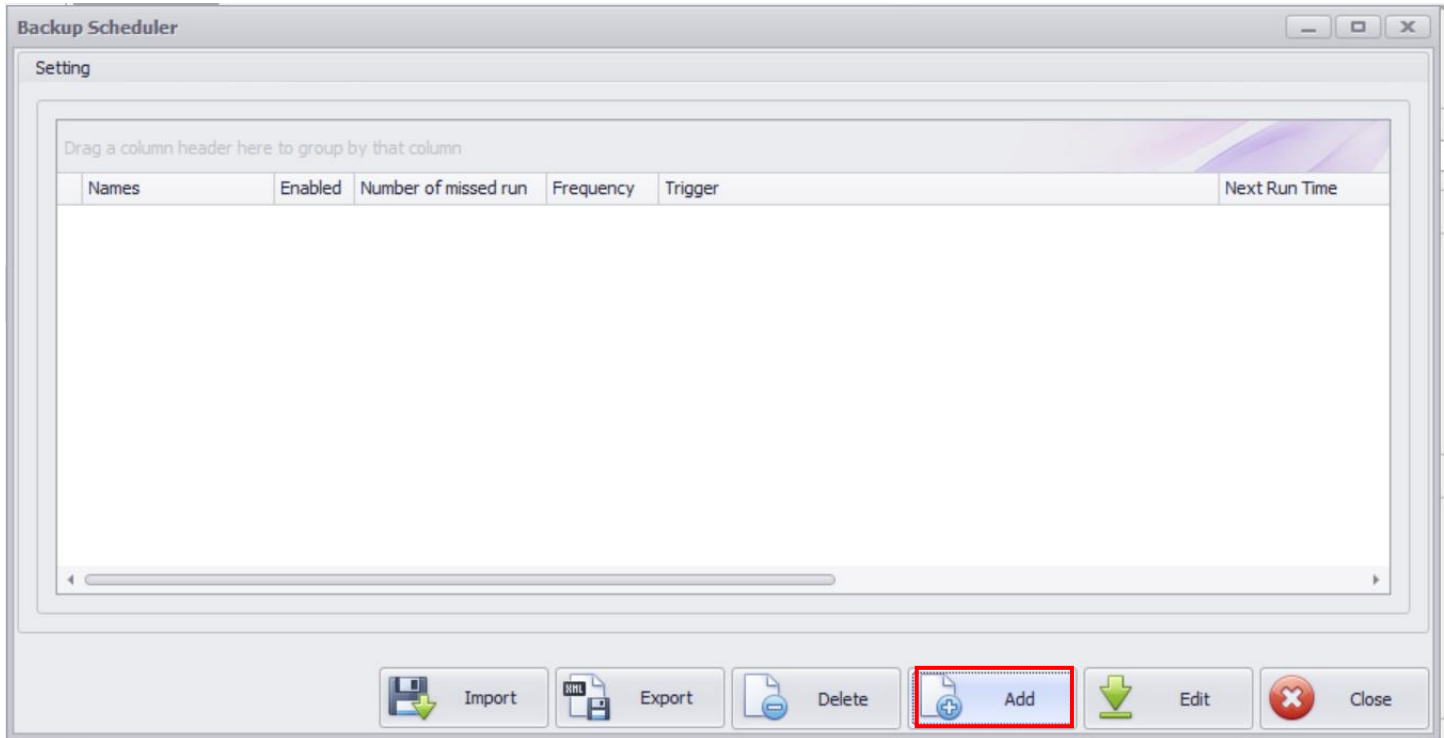 Backup Scheduler
Setting
Drag a column header here to group by that column
Names Enabled Number of missed run Frequency Trigger Next Run Time
XML
Import Export Delete Add Edit Close